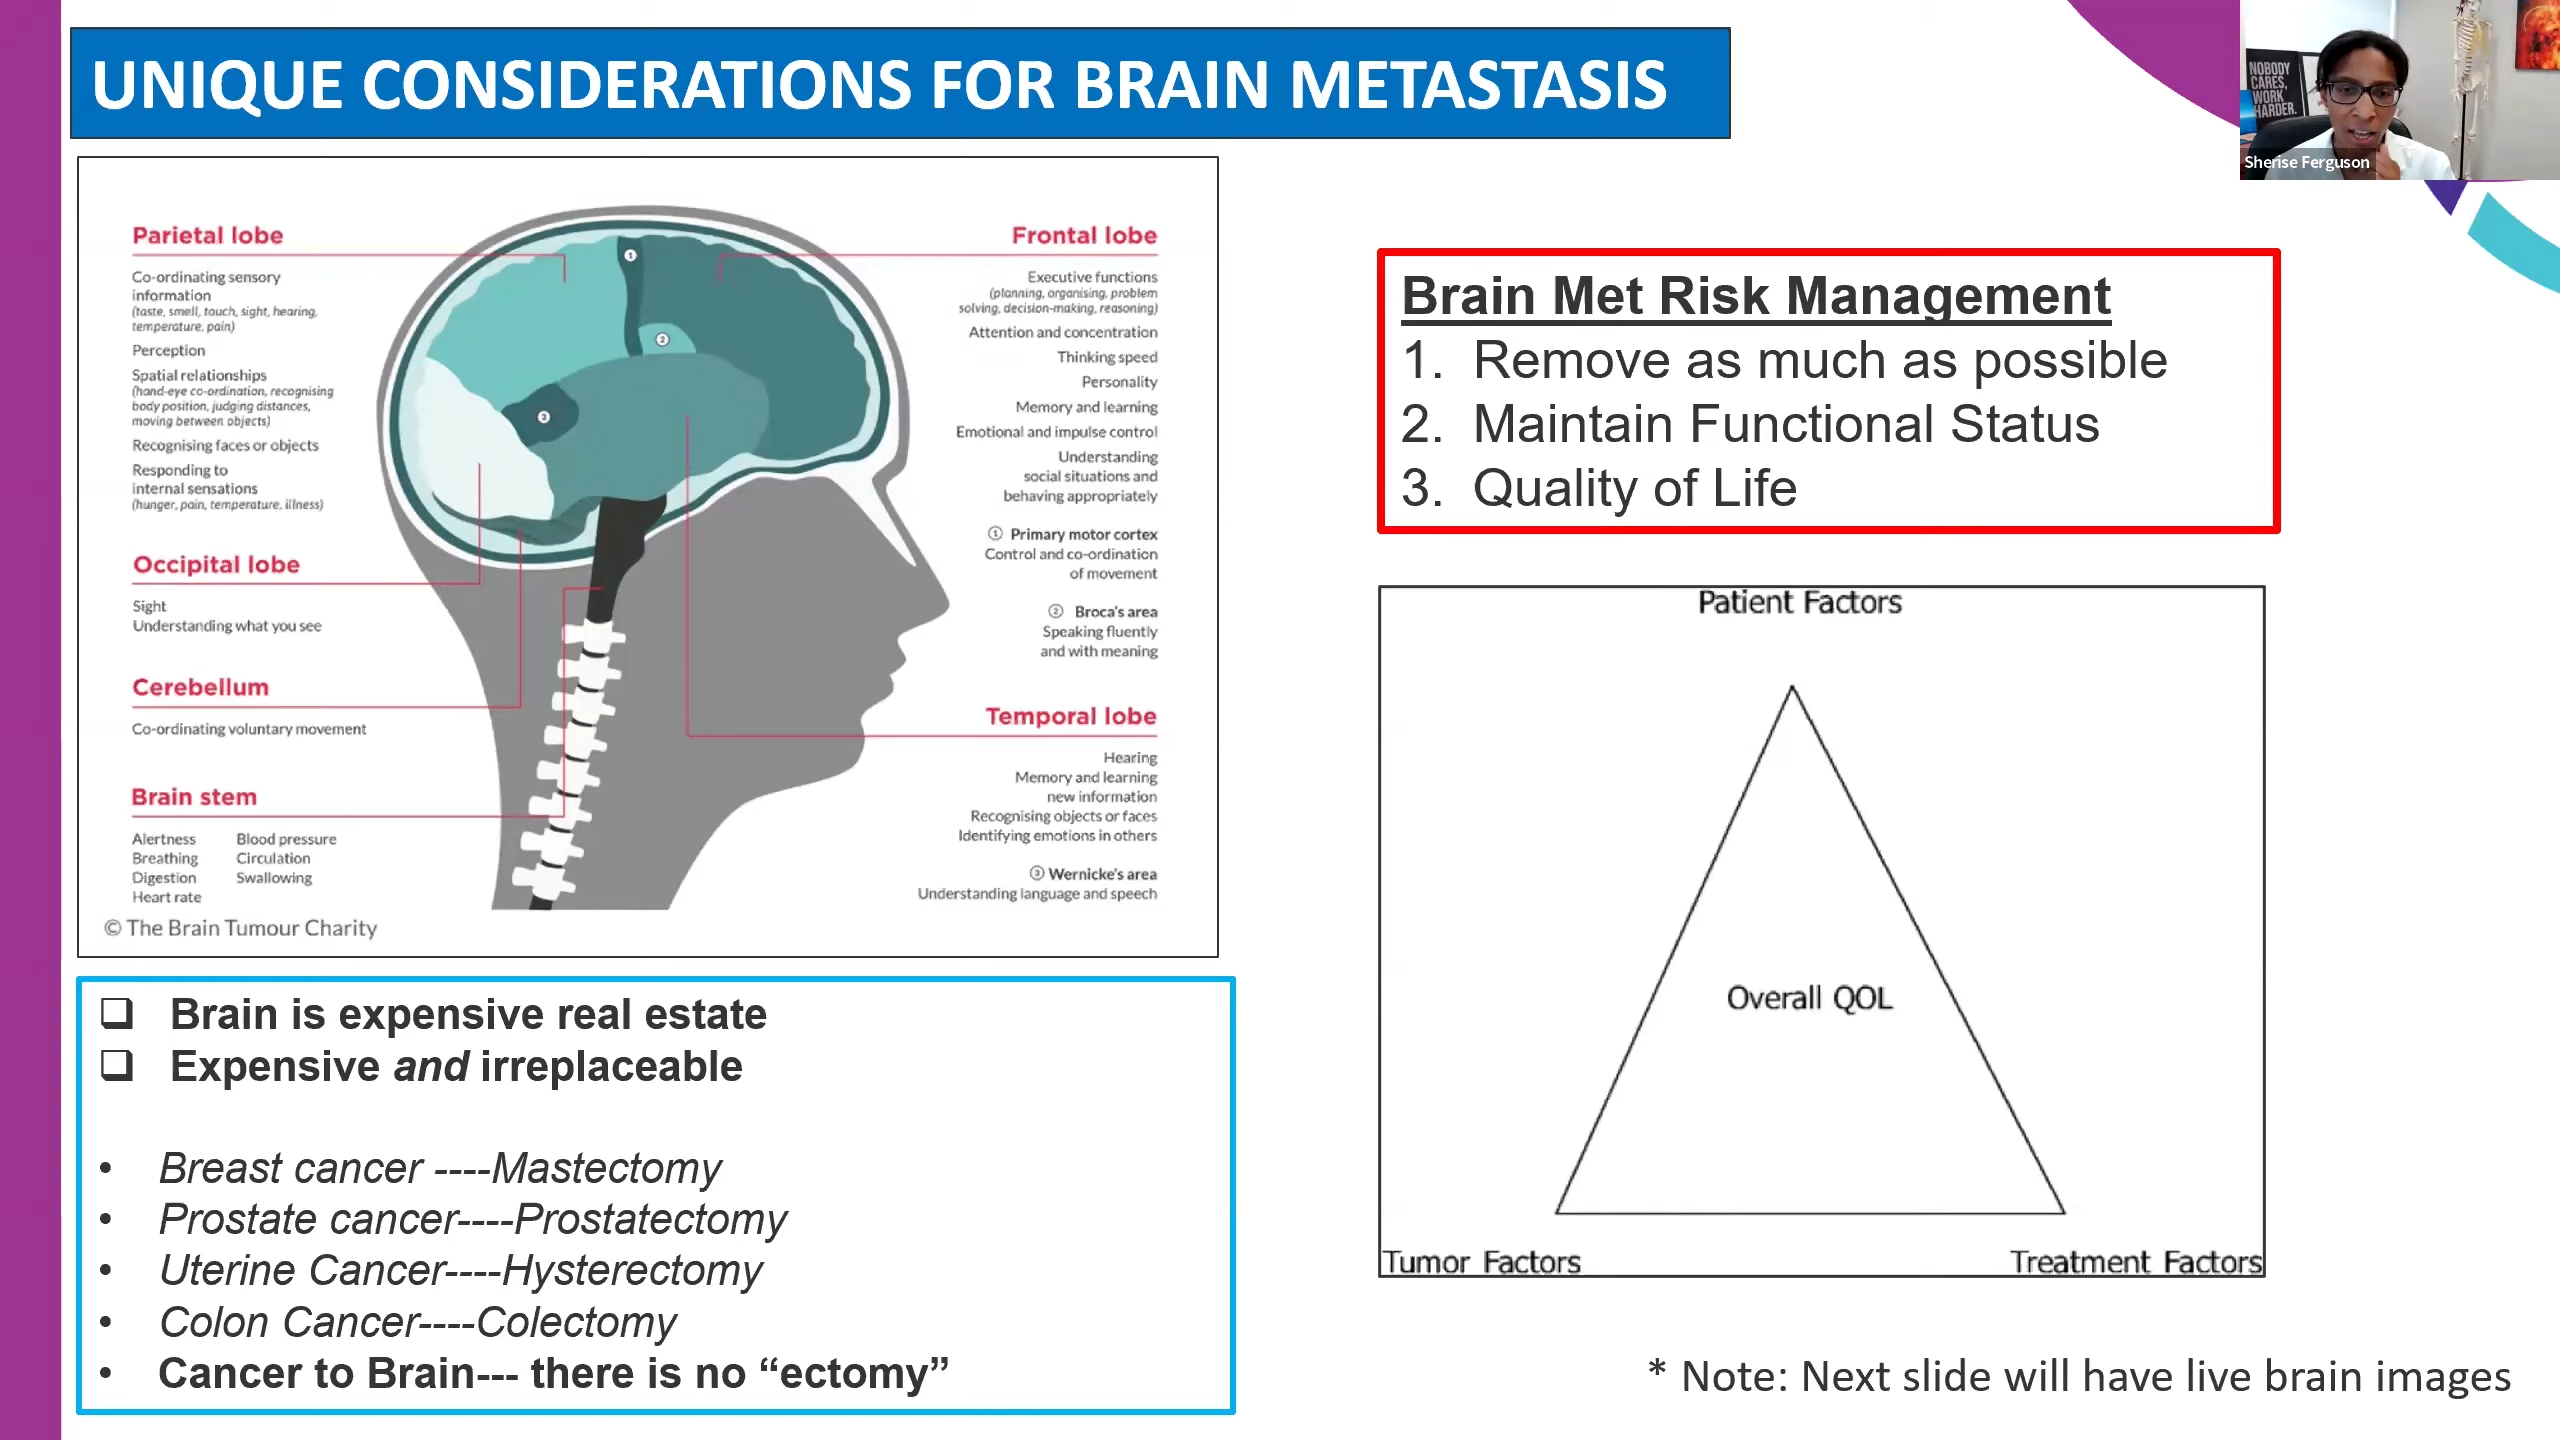 UNIQUE CONSIDERATIONS FOR BRAIN METASTASIS
NOBODY
CARES,
WORK
HARDER.
Sherise Ferguson
Parietal lobe
Co-ordinating sensory
information
(taste, smell, touch, sight, hearing,
temperature, pain)
Perception
Spatial relationships
(hand-eye co-ordination, recognising
body position, judging distances,
moving between objects)
Recognising faces or objects
Responding to
internal sensations
(hunger, pain, temperature, illness)
Occipital lobe
Sight
Understanding what you see
Cerebellum
Co-ordinating voluntary movement
Brain stem
Alertness Blood pressure
Breathing Circulation
Digestion Swallowing
Heart rate
© The Brain Tumour Charity
1
2
3
Frontal lobe
Executive functions
(planning, organising, problem
solving, decision-making, reasoning)
Attention and concentration
Thinking speed
Personality
Memory and learning
Emotional and impulse control
Understanding
social situations and
behaving appropriately
① Primary motor cortex
Control and co-ordination
of movement
② Broca's area
Speaking fluently
and with meaning
Temporal lobe
Hearing
Memory and learning
new information
Recognising objects or faces
Identifying emotions in others
③ Wernicke's area
Understanding language and speech
❑ Brain is expensive real estate
❑ Expensive and irreplaceable
• Breast cancer ----Mastectomy
• Prostate cancer----Prostatectomy
• Uterine Cancer----Hysterectomy
• Colon Cancer----Colectomy
• Cancer to Brain--- there is no “ectomy”
Brain Met Risk Management
1. Remove as much as possible
2. Maintain Functional Status
3. Quality of Life
Patient Factors
Overall QOL
Tumor Factors Treatment Factors
* Note: Next slide will have live brain images